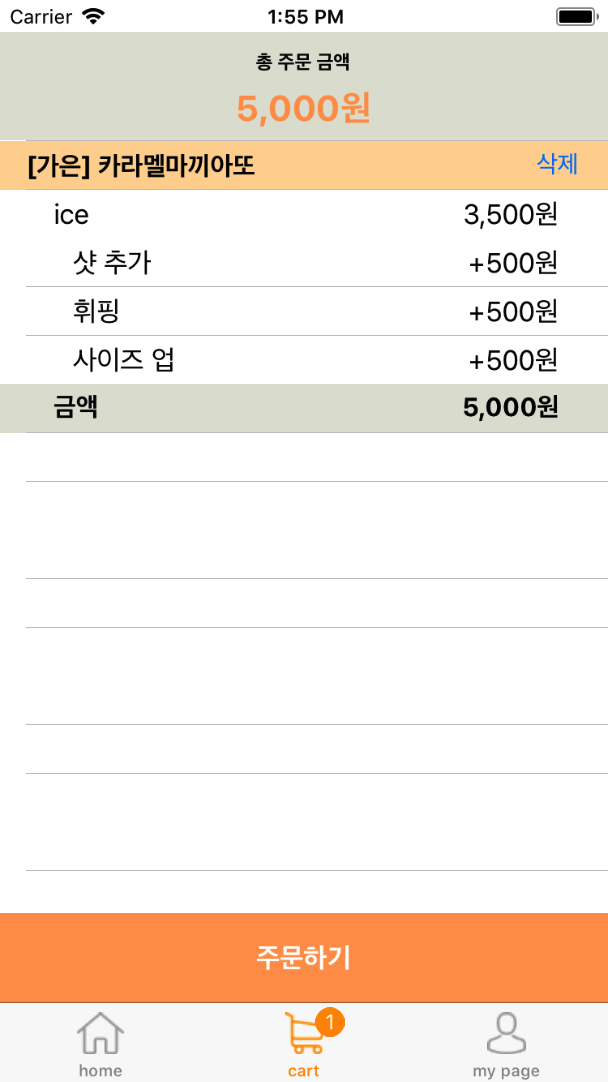 Carrier 1:55 PM
총 주문 금액
5,000원
[가은] 카라멜마끼아또 삭제
ice 3,500원
샷 추가 +500원
휘핑 +500원
사이즈 업 +500원
금액 5,000원
주문하기
1
home cart my page